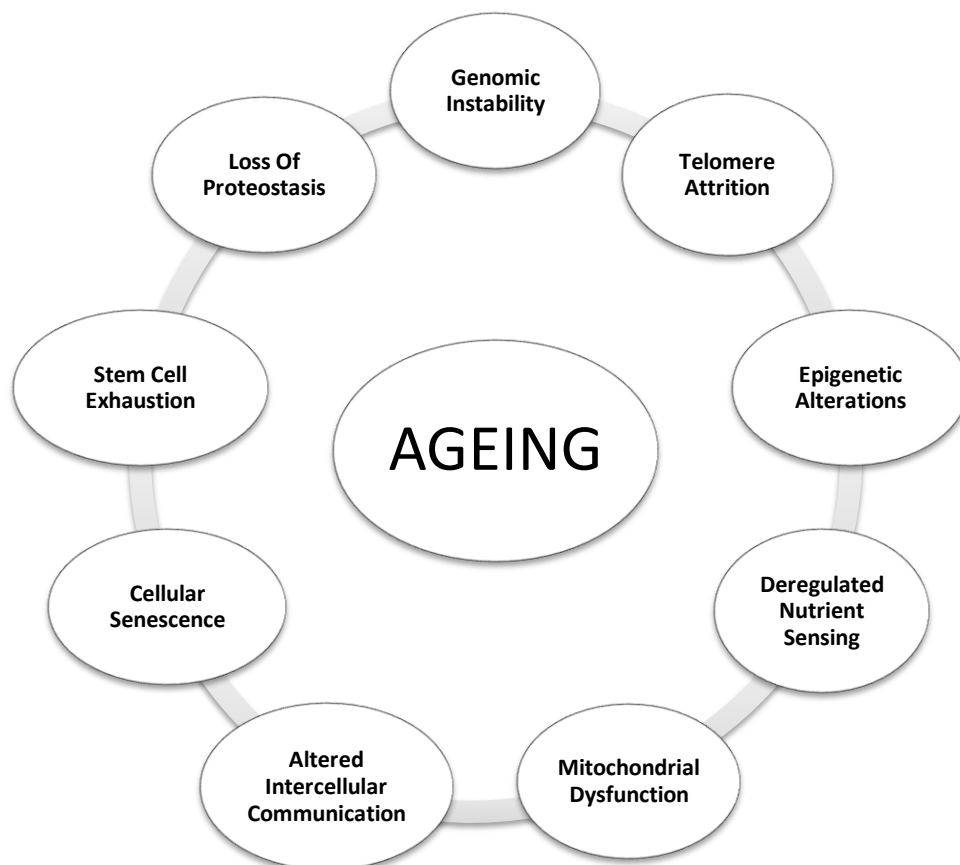 Genomic
Instability
Telomere
Attrition
Epigenetic
Alterations
Deregulated
Nutrient
Sensing
Mitochondrial
Dysfunction
Altered
Intercellular
Communication
Cellular
Senescence
Stem Cell
Exhaustion
Loss Of
Proteostasis
AGEING